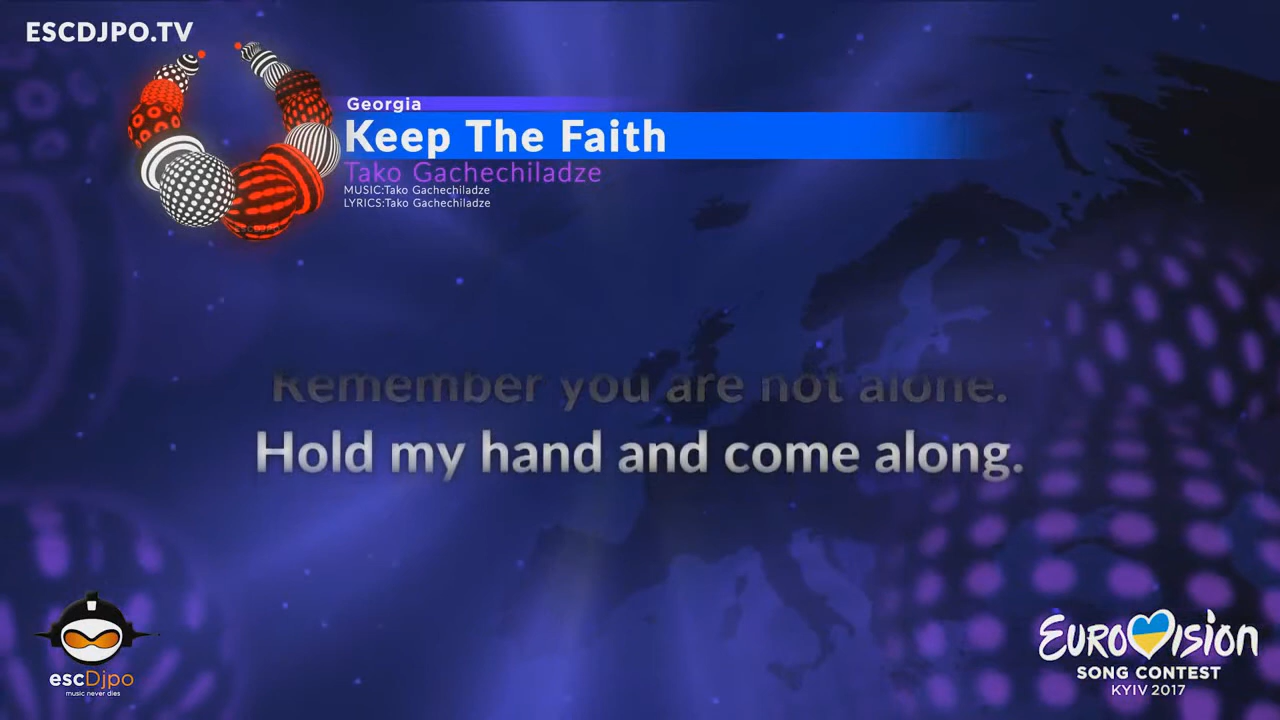 ESCDJPO.TV
Georgia
Keep The Faith
Tako Gachechiladze
MUSIC:Tako Gachechiladze
LYRICS:Tako Gachechiladze
Remember you are not alone.
Hold my hand and come along.
escDjpo
music never dies
EUROVISION
SONG CONTEST
KYIV 2017